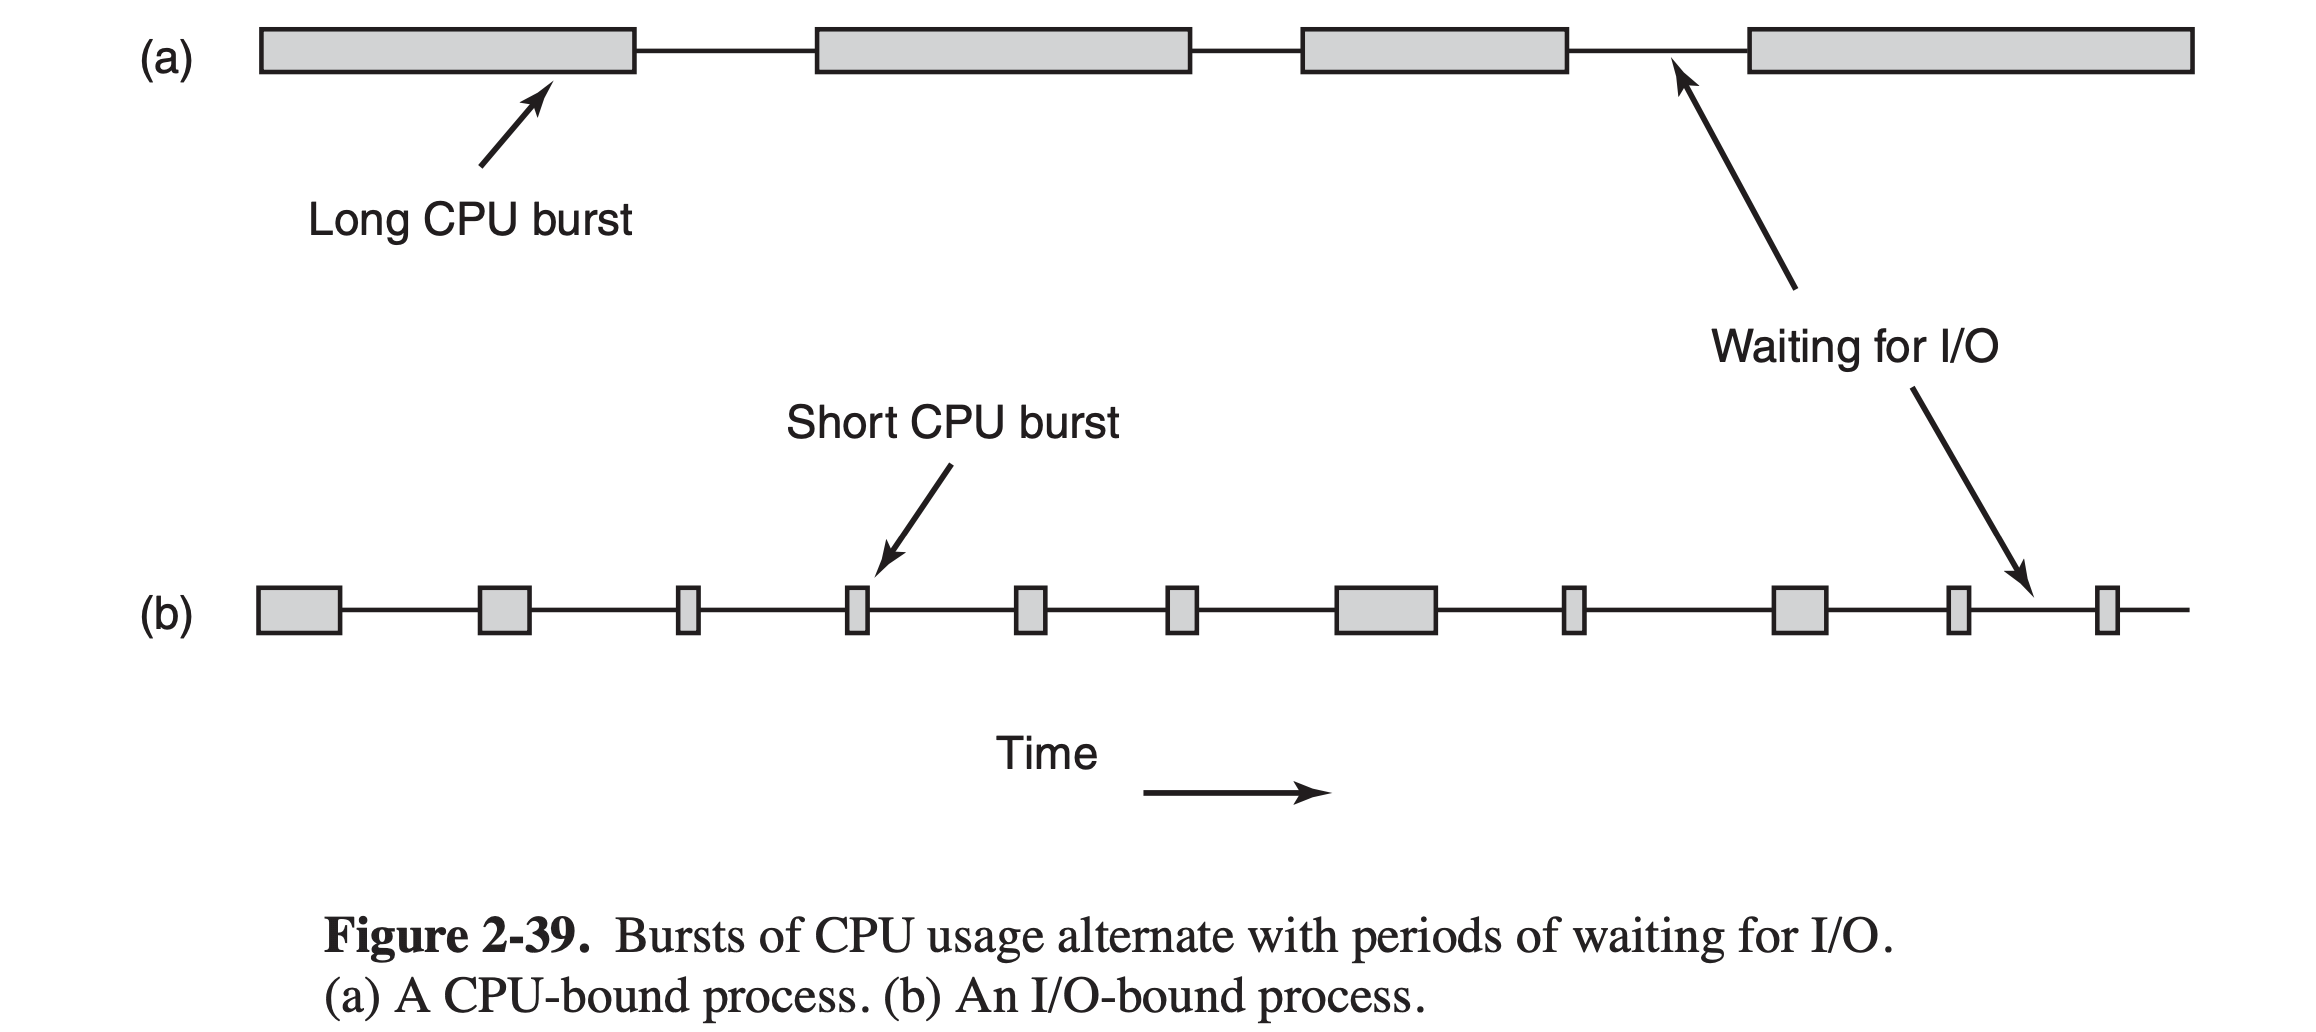 (a)
Long CPU burst
Waiting for I/O
Short CPU burst
(b)
Time
Figure 2-39. Bursts of CPU usage alternate with periods of waiting for I/O.
(a) A CPU-bound process. (b) An I/O-bound process.